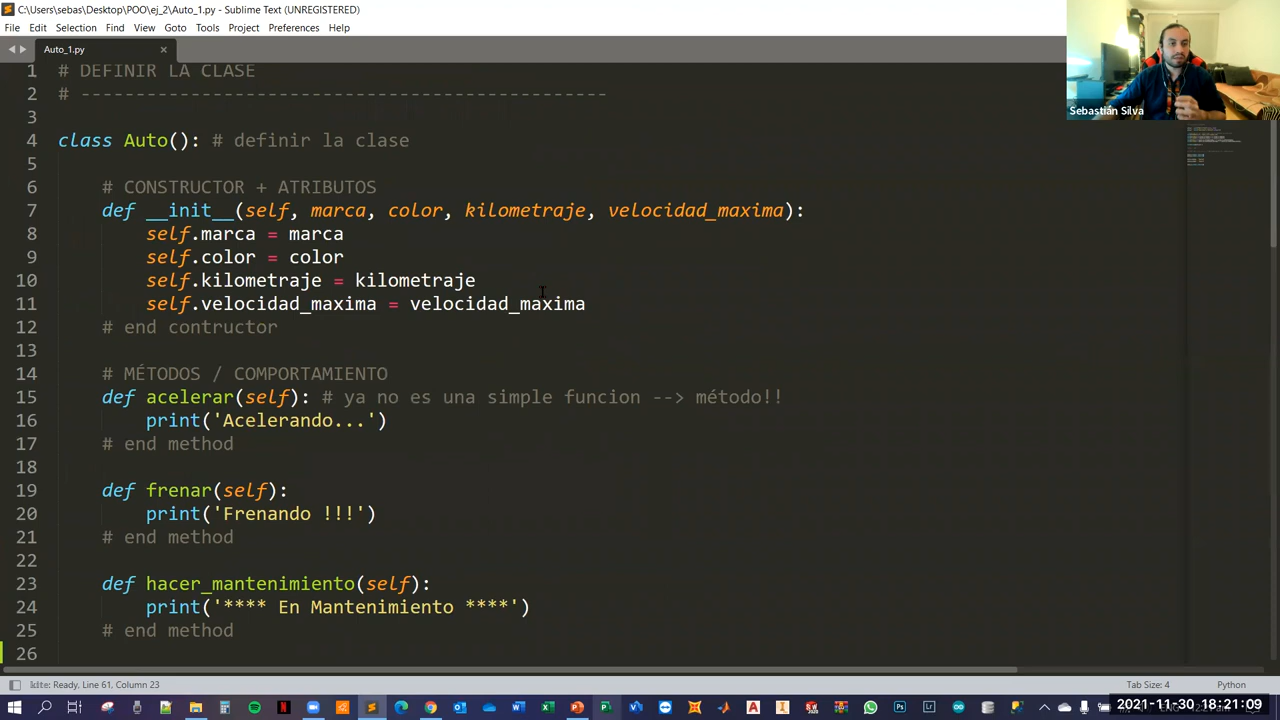 C:\Users\sebas\Desktop\POO\ej_2\Auto_1.py - Sublime Text (UNREGISTERED)
File Edit Selection Find View Goto Tools Project Preferences Help
Auto_1.py
Sebastián Silva
1 # DEFINIR LA CLASE
2 # ------------------------------------------------
3
4 class Auto(): # definir la clase
5
6 # CONSTRUCTOR + ATRIBUTOS
7 def __init__(self, marca, color, kilometraje, velocidad_maxima):
8 self.marca = marca
9 self.color = color
10 self.kilometraje = kilometraje
11 self.velocidad_maxima = velocidad_maxima
12 # end contructor
13
14 # MÉTODOS / COMPORTAMIENTO
15 def acelerar(self): # ya no es una simple funcion --> método!!
16 print('Acelerando...')
17 # end method
18
19 def frenar(self):
20 print('Frenando !!!')
21 # end method
22
23 def hacer_mantenimiento(self):
24 print('**** En Mantenimiento ****')
25 # end method
26
Ready, Line 61, Column 23
Tab Size: 4
Python
2021-11-30 18:21:09